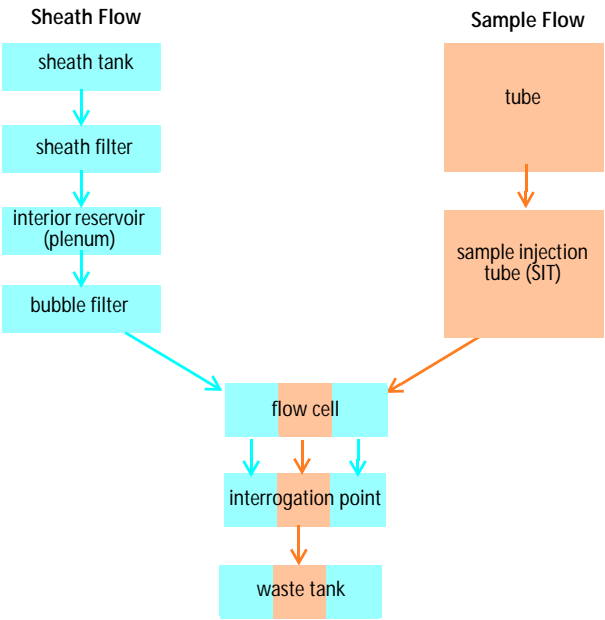 Sheath Flow
sheath tank
sheath filter
interior reservoir
(plenum)
bubble filter
Sample Flow
tube
sample injection
tube (SIT)
flow cell
interrogation point
waste tank